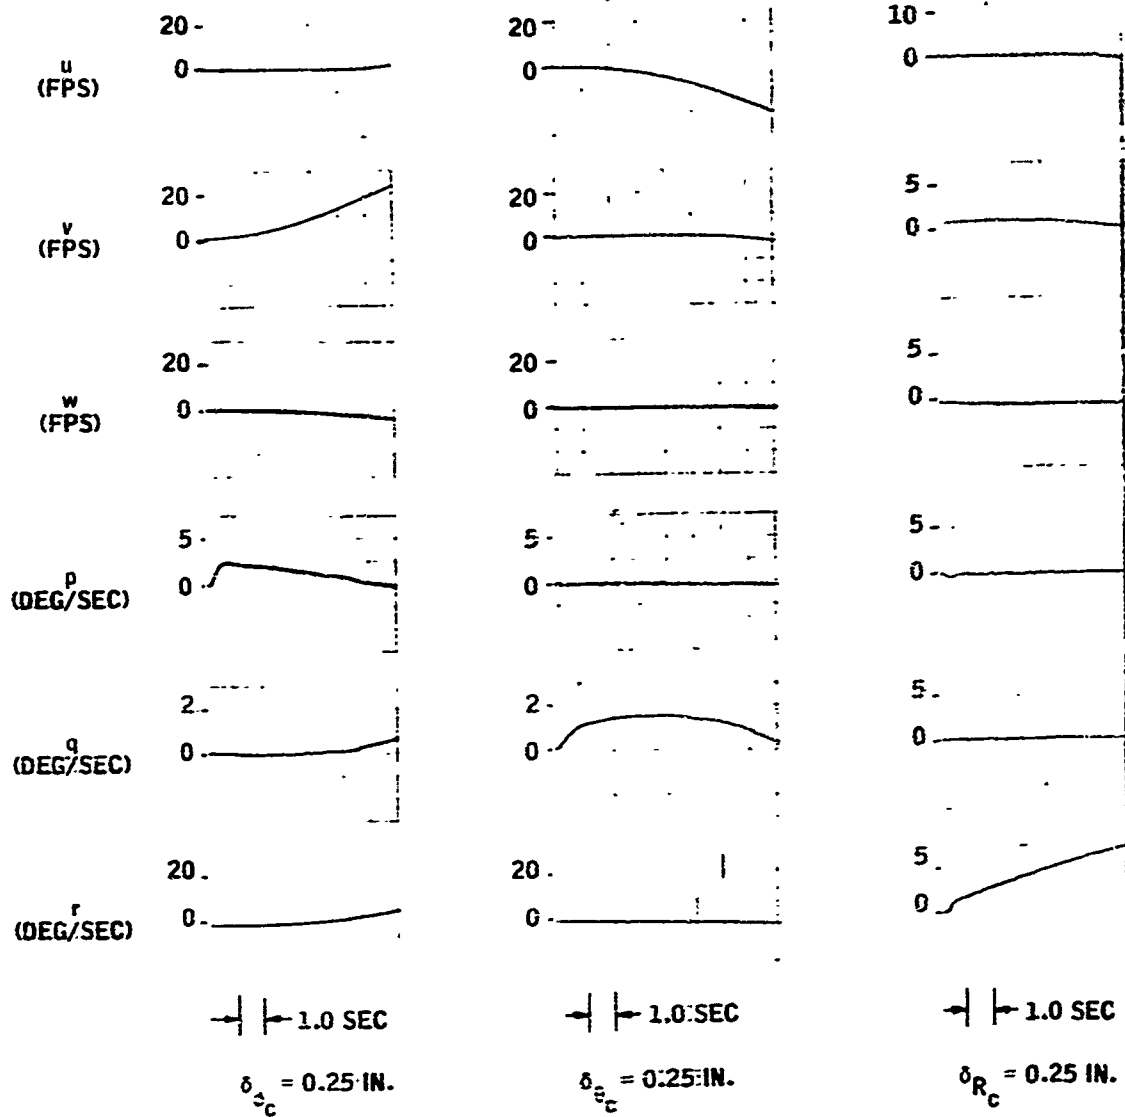 20 20 10
u
(FPS)
0 0 0
20 20 5
v
(FPS)
0 0 0
20 20 5
w
(FPS)
0 0 0
5 5 5
p
(DEG/SEC)
0 0 0
2 2 5
q
(DEG/SEC)
0 0 0
20 20 5
r
(DEG/SEC)
0 0 0
1.0 SEC 1.0 SEC 1.0 SEC
= 0.25 IN. = 0.25 IN. δRc = 0.25 IN.